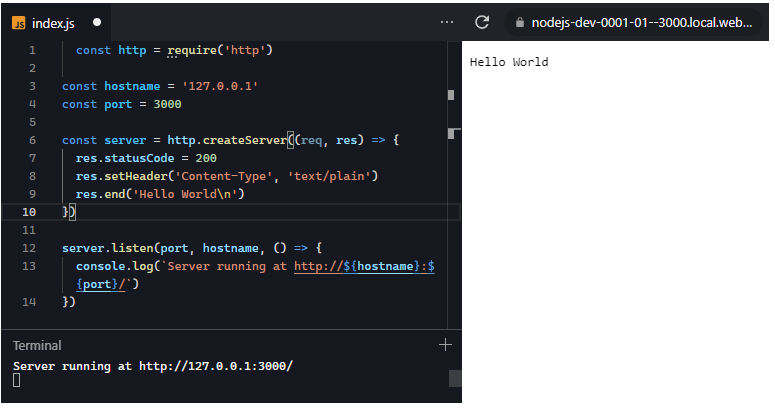 index.js
nodejs-dev-0001-01--3000.local.web...
1 const http = require('http')
2
3 const hostname = '127.0.0.1'
4 const port = 3000
5
6 const server = http.createServer((req, res) => {
7 res.statusCode = 200
8 res.setHeader('Content-Type', 'text/plain')
9 res.end('Hello World\n')
10 })
11
12 server.listen(port, hostname, () => {
13 console.log(`Server running at http://${hostname}:$
{port}/`)
14 })
Terminal
Server running at http://127.0.0.1:3000/
Hello World